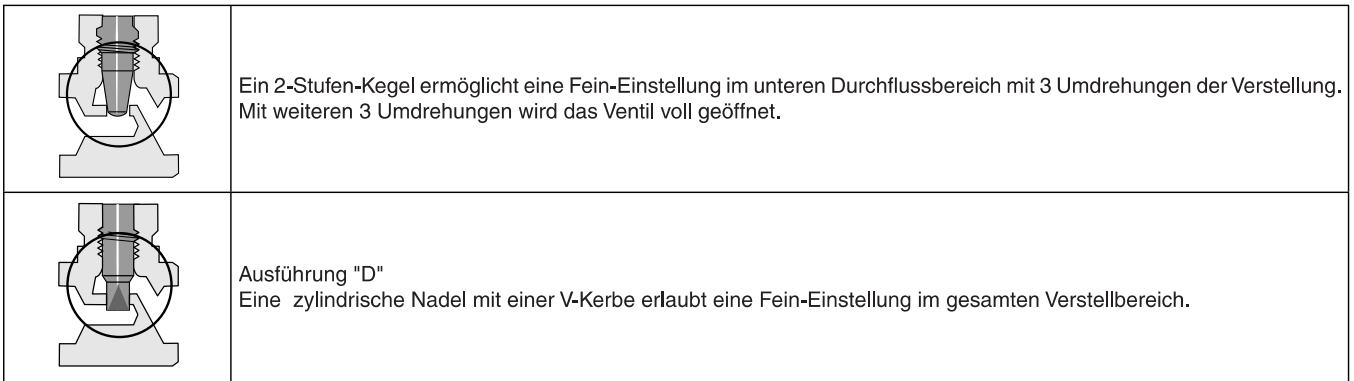 Ein 2-Stufen-Kegel ermöglicht eine Fein-Einstellung im unteren Durchflussbereich mit 3 Umdrehungen der Verstellung.
Mit weiteren 3 Umdrehungen wird das Ventil voll geöffnet.
Ausführung "D"
Eine zylindrische Nadel mit einer V-Kerbe erlaubt eine Fein-Einstellung im gesamten Verstellbereich.